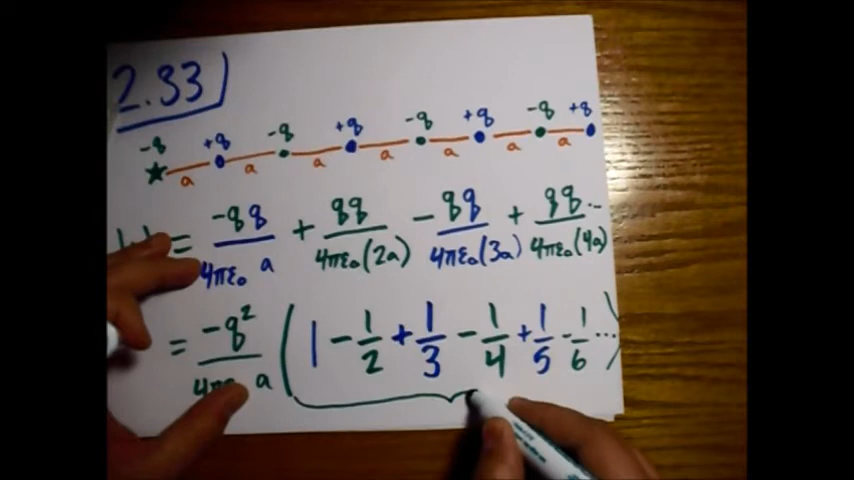 2.33)
-q +q -q +q -q +q -q +q
a a a a a a a
W = -qq/4πε₀ a + qq/4πε₀(2a) - qq/4πε₀(3a) + qq/4πε₀(4a) ...
= -q²/4πε₀ a ( 1 - 1/2 + 1/3 - 1/4 + 1/5 - 1/6 ... )